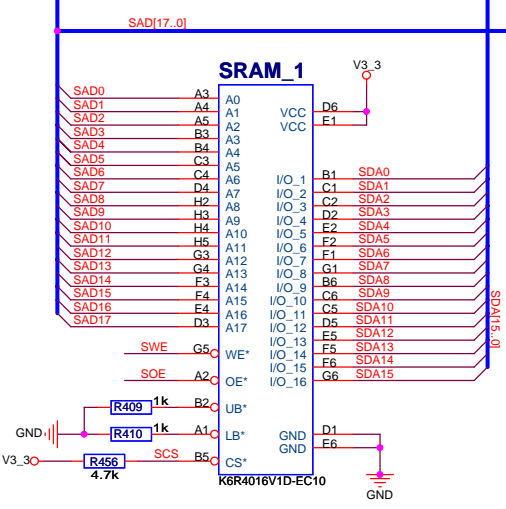 SAD[17..0]
SRAM_1
V3_3
SAD0 A3 A0
SAD1 A4 A1 VCC D6
SAD2 A5 A2 VCC E1
SAD3 B3 A3
SAD4 B4 A4
SAD5 C3 A5
SAD6 C4 A6 I/O_1 B1 SDA0
SAD7 D4 A7 I/O_2 C1 SDA1
SAD8 H2 A8 I/O_3 C2 SDA2
SAD9 H3 A9 I/O_4 D2 SDA3
SAD10 H4 A10 I/O_5 E2 SDA4
SAD11 H5 A11 I/O_6 F2 SDA5
SAD12 G3 A12 I/O_7 F1 SDA6
SAD13 G4 A13 I/O_8 G1 SDA7
SAD14 F3 A14 I/O_9 B6 SDA8
SAD15 F4 A15 I/O_10 C6 SDA9
SAD16 E4 A16 I/O_11 C5 SDA10
SAD17 D3 A17 I/O_12 D5 SDA11
I/O_13 E5 SDA12
SWE G5 WE* I/O_14 F5 SDA13
I/O_15 F6 SDA14
SOE A2 OE* I/O_16 G6 SDA15
SDA[15..0]
R409 1k B2 UB*
GND R410 1k A1 LB* GND D1
GND E6
V3_3 R456 SCS B5 CS*
4.7k
K6R4016V1D-EC10
GND